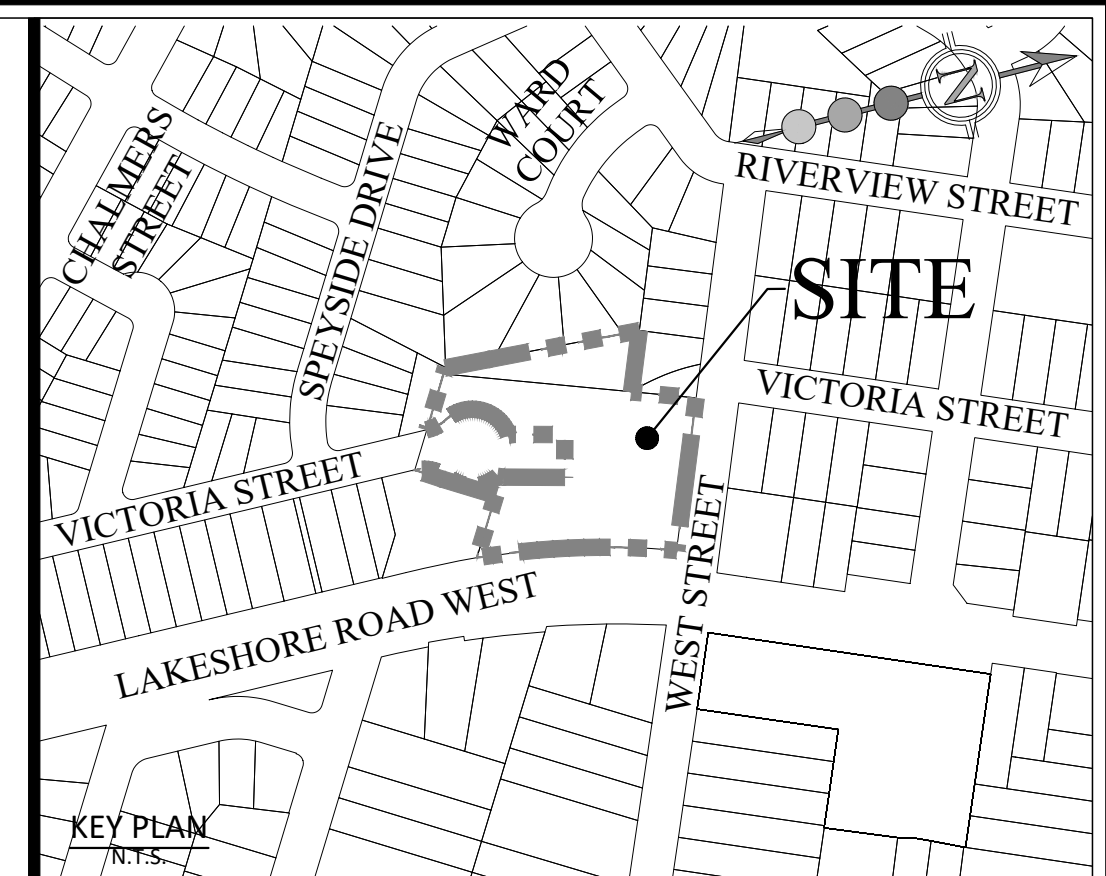 WARD
COURT
N
CHALMERS
STREET
SPEYSIDE DRIVE
RIVERVIEW STREET
SITE
VICTORIA STREET
VICTORIA STREET
LAKESHORE ROAD WEST
WEST STREET
KEY PLAN
N.T.S.